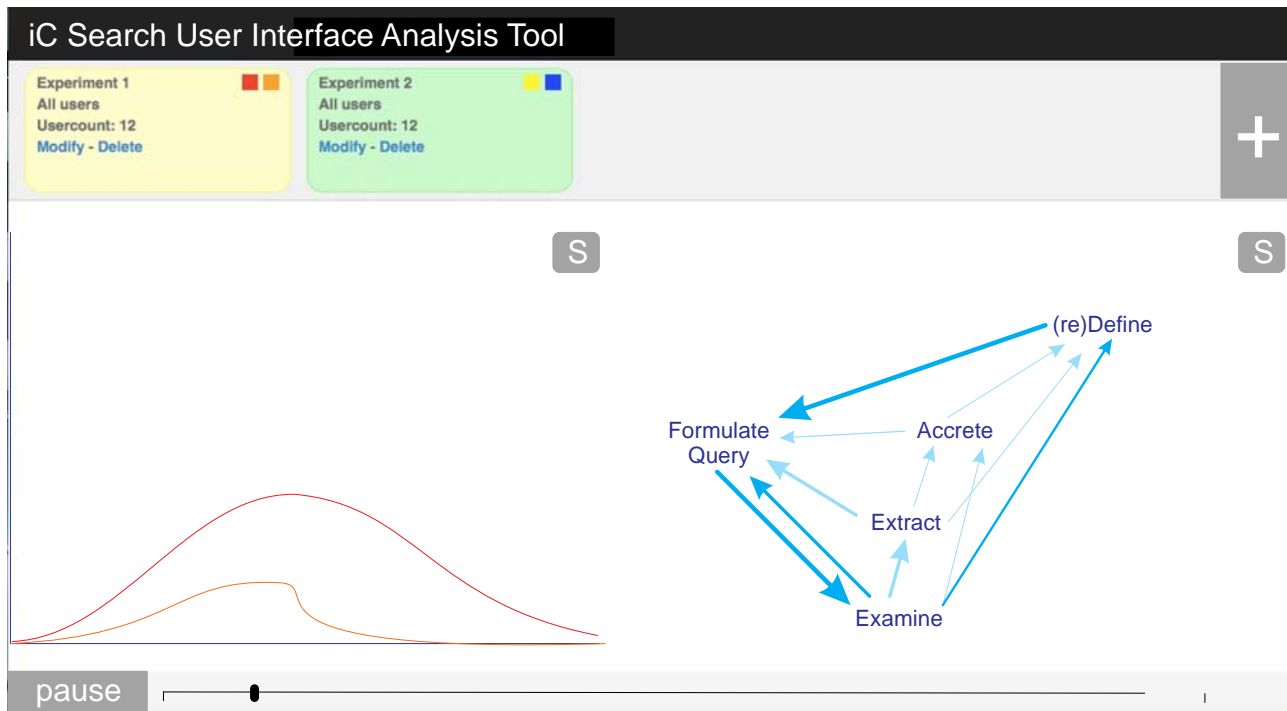 iC Search User Interface Analysis Tool
Experiment 1
All users
Usercount: 12
Modify - Delete
Experiment 2
All users
Usercount: 12
Modify - Delete
+
S
S
(re)Define
Formulate
Query
Accrete
Extract
Examine
pause